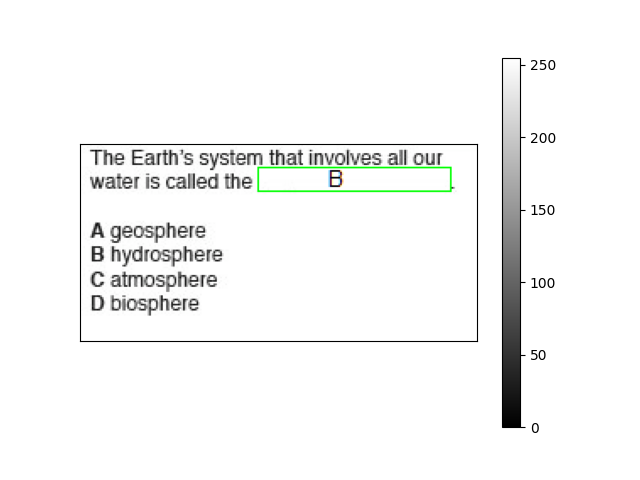 The Earth's system that involves all our
water is called the B.
A geosphere
B hydrosphere
C atmosphere
D biosphere
250
200
150
100
50
0